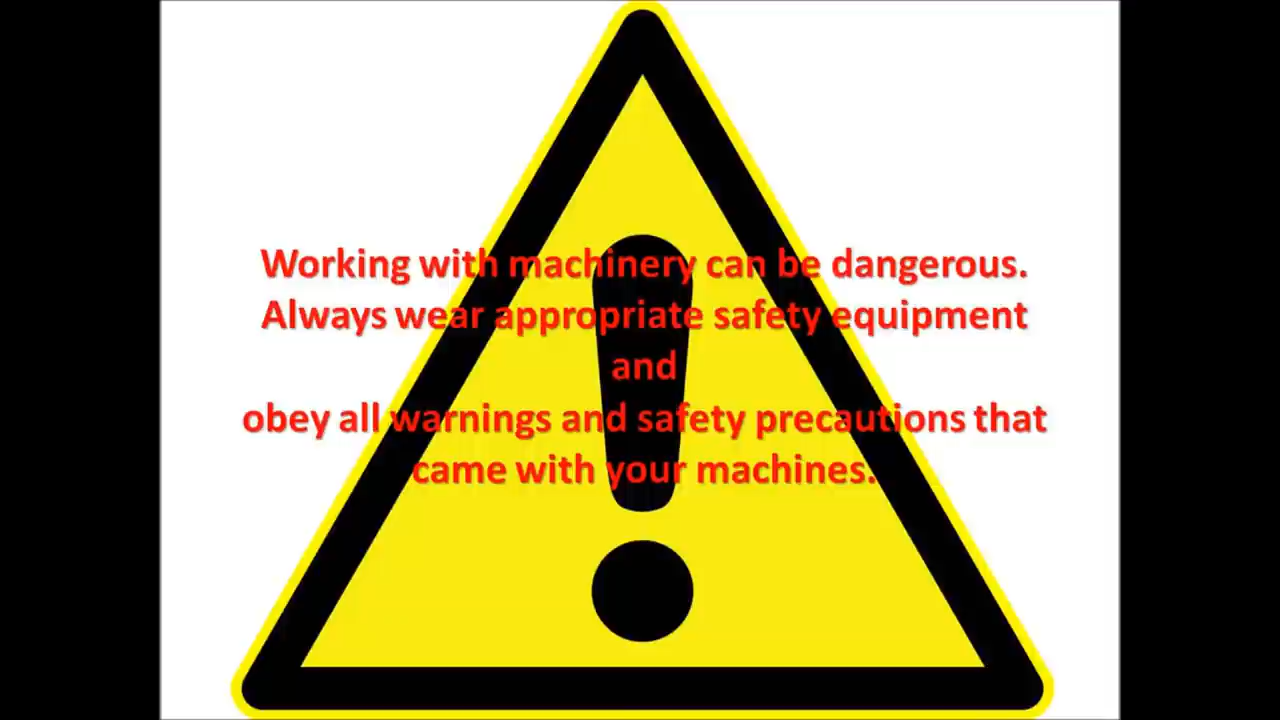 Working with machinery can be dangerous.
Always wear appropriate safety equipment
and
obey all warnings and safety precautions that
came with your machines.